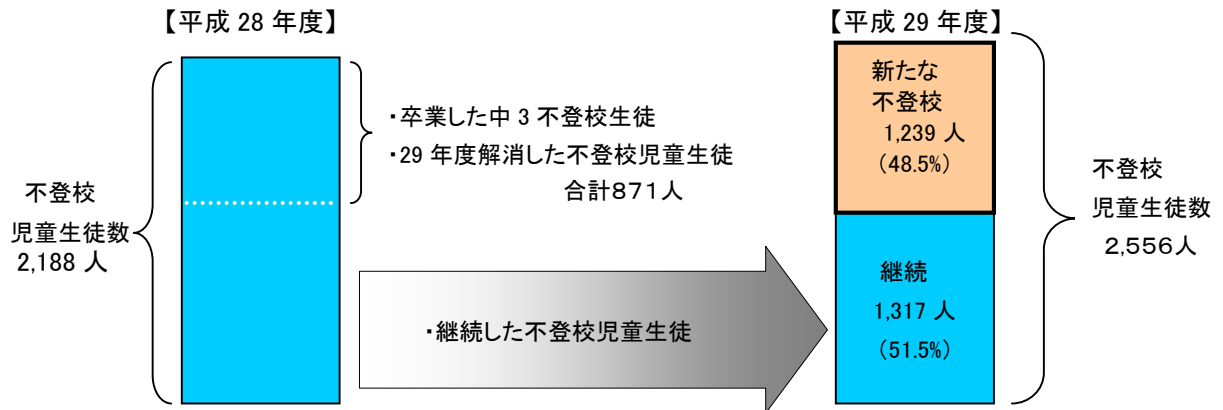 【平成 28 年度】
不登校
児童生徒数
2,188 人
・卒業した中 3 不登校生徒
・29 年度解消した不登校児童生徒
合計871人
・継続した不登校児童生徒
【平成 29 年度】
新たな
不登校
1,239 人
(48.5%)
継続
1,317 人
(51.5%)
不登校
児童生徒数
2,556人